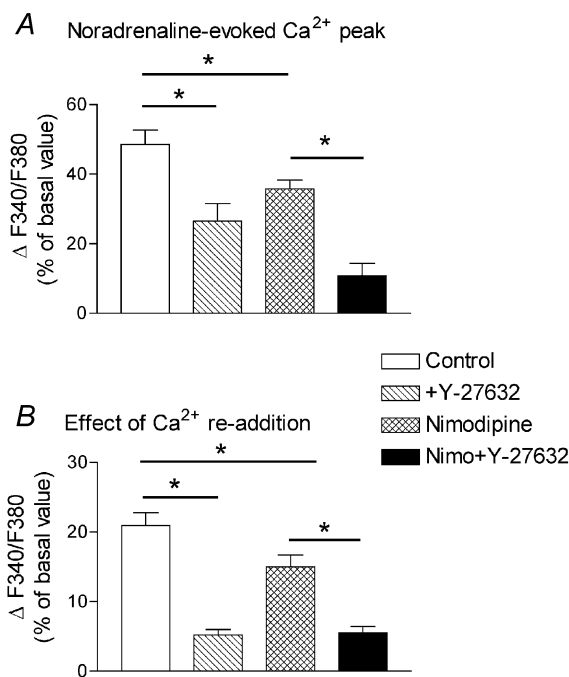 A Noradrenaline-evoked Ca²⁺ peak
*
*
*
Δ F340/F380
(% of basal value)
60
40
20
0
Control
+Y-27632
Nimodipine
Nimo+Y-27632
B Effect of Ca²⁺ re-addition
*
*
*
Δ F340/F380
(% of basal value)
30
20
10
0